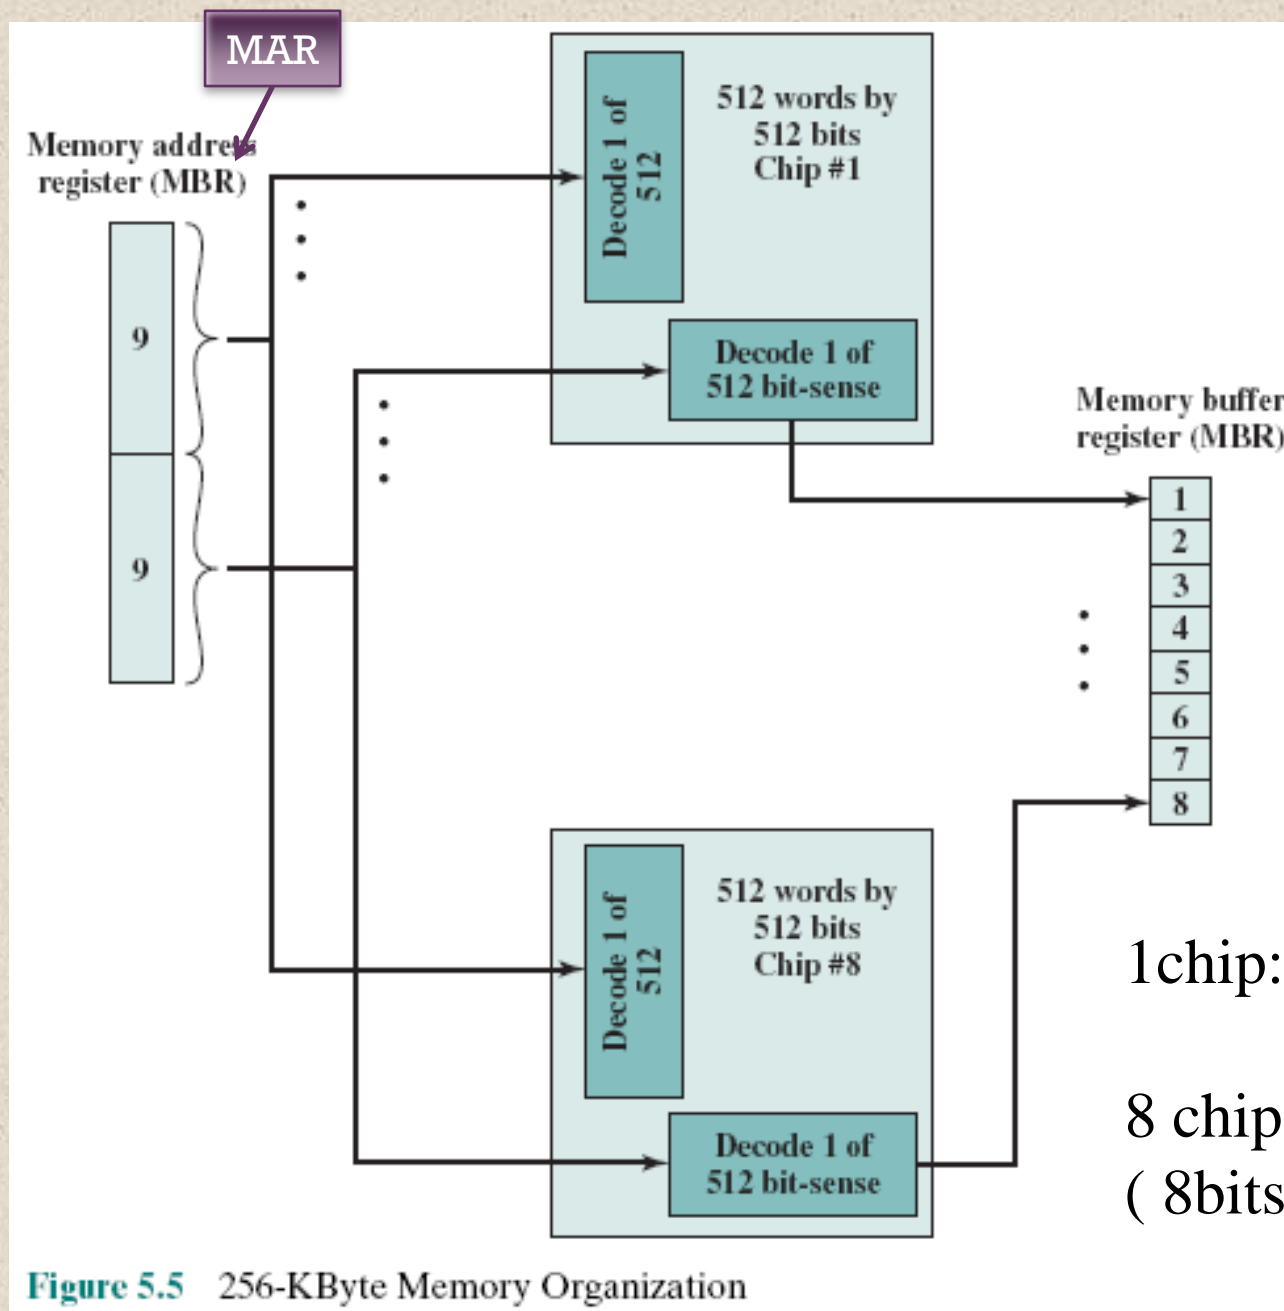 MAR
Memory address
register (MBR)
9
9
Decode 1 of
512
512 words by
512 bits
Chip #1
Decode 1 of
512 bit-sense
Memory buffer
register (MBR)
1
2
3
4
5
6
7
8
Decode 1 of
512
512 words by
512 bits
Chip #8
Decode 1 of
512 bit-sense
1chip:
8 chip
( 8bits
Figure 5.5 256-KByte Memory Organization